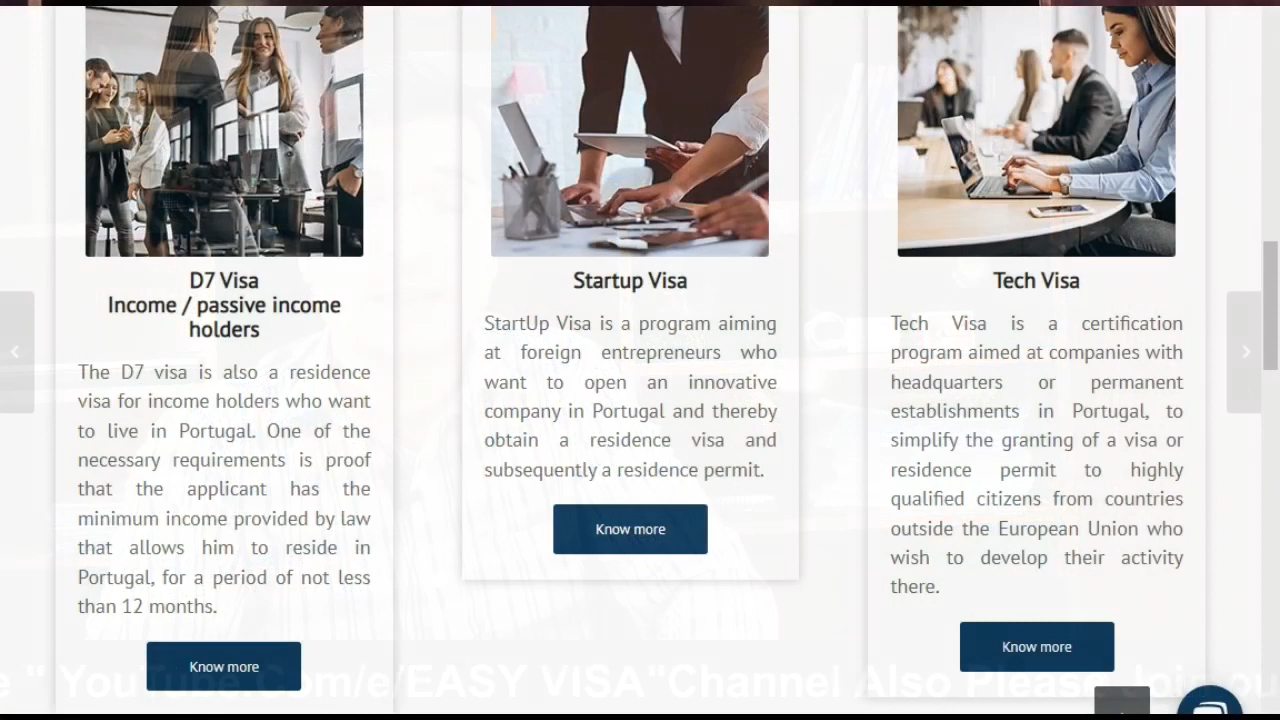 D7 Visa
Income / passive income
holders
The D7 visa is also a residence
visa for income holders who want
to live in Portugal. One of the
necessary requirements is proof
that the applicant has the
minimum income provided by law
that allows him to reside in
Portugal, for a period of not less
than 12 months.
Know more
Startup Visa
StartUp Visa is a program aiming
at foreign entrepreneurs who
want to open an innovative
company in Portugal and thereby
obtain a residence visa and
subsequently a residence permit.
Know more
Tech Visa
Tech Visa is a certification
program aimed at companies with
headquarters or permanent
establishments in Portugal, to
simplify the granting of a visa or
residence permit to highly
qualified citizens from countries
outside the European Union who
wish to develop their activity
there.
Know more
e " YouTube.Com/e/EASY VISA"Channel Also Please Join ou